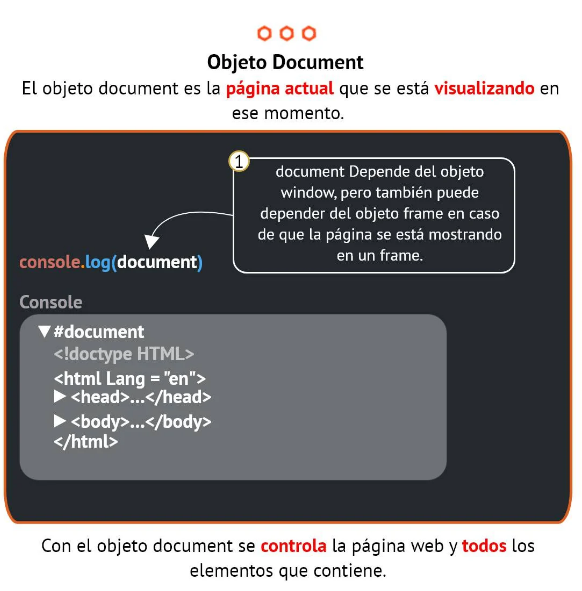 Objeto Document
El objeto document es la página actual que se está visualizando en
ese momento.
1
document Depende del objeto
window, pero también puede
depender del objeto frame en caso
de que la página se está mostrando
en un frame.
console.log(document)
Console
▼#document
<!doctype HTML>
<html Lang = "en">
▶ <head>...</head>
▶ <body>...</body>
</html>
Con el objeto document se controla la página web y todos los
elementos que contiene.